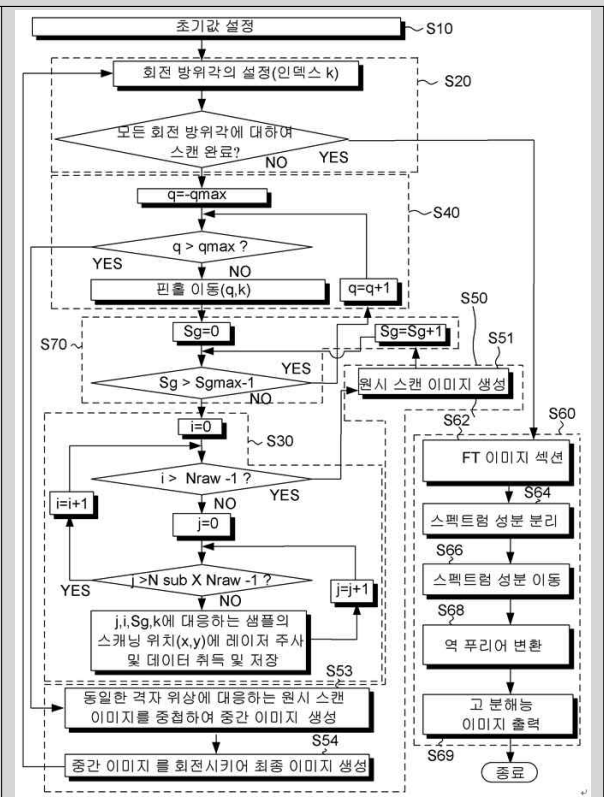 초기값 설정
S10
회전 방위각의 설정(인덱스 k)
S20
모든 회전 방위각에 대하여
스캔 완료?
NO
YES
q=-qmax
S40
q > qmax ?
YES
NO
핀홀 이동(q,k)
q=q+1
S50
Sg=0
Sg=Sg+1
S51
S70
YES
Sg > Sgmax-1
원시 스캔 이미지 생성
NO
i=0
S62
S60
S30
FT 이미지 섹션
i > Nraw -1 ?
YES
i=i+1
NO
S64
j=0
스펙트럼 성분 분리
S66
j >N sub X Nraw -1 ?
j=j+1
스펙트럼 성분 이동
YES
NO
S68
j,i,Sg,k에 대응하는 샘플의
스캐닝 위치(x,y)에 레이저 주사
및 데이터 취득 및 저장
역 푸리어 변환
S53
동일한 격자 위상에 대응하는 원시 스캔
이미지를 중첩하여 중간 이미지 생성
고 분해능
이미지 출력
S54
S69
중간 이미지 를 회전시키어 최종 이미지 생성
종료